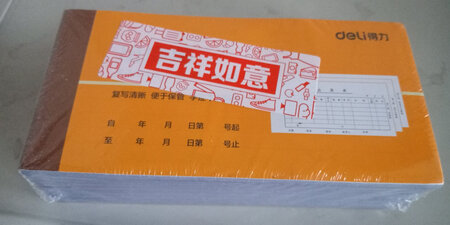 deli得力
吉祥如意
复写清晰 便于保管
自 年 月 日第 号起
至 年 月 日第 号止